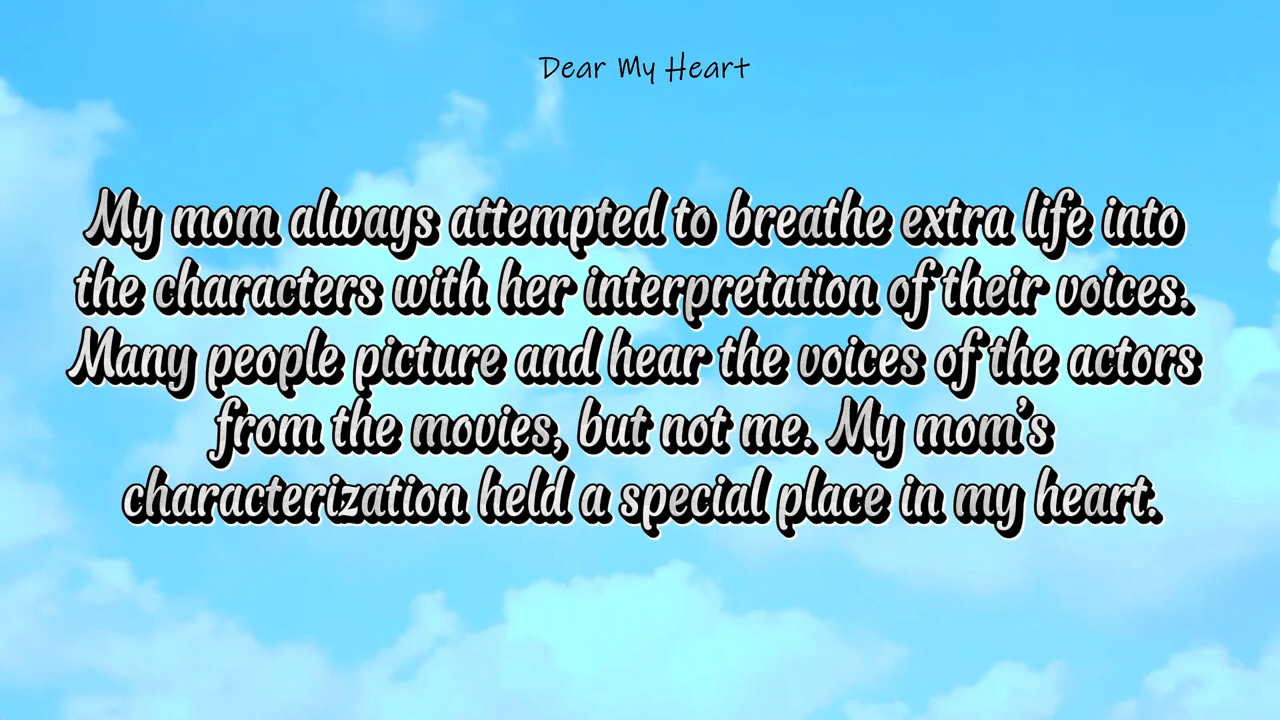 Dear My Heart
My mom always attempted to breathe extra life into
the characters with her interpretation of their voices.
Many people picture and hear the voices of the actors
from the movies, but not me. My mom’s
characterization held a special place in my heart.